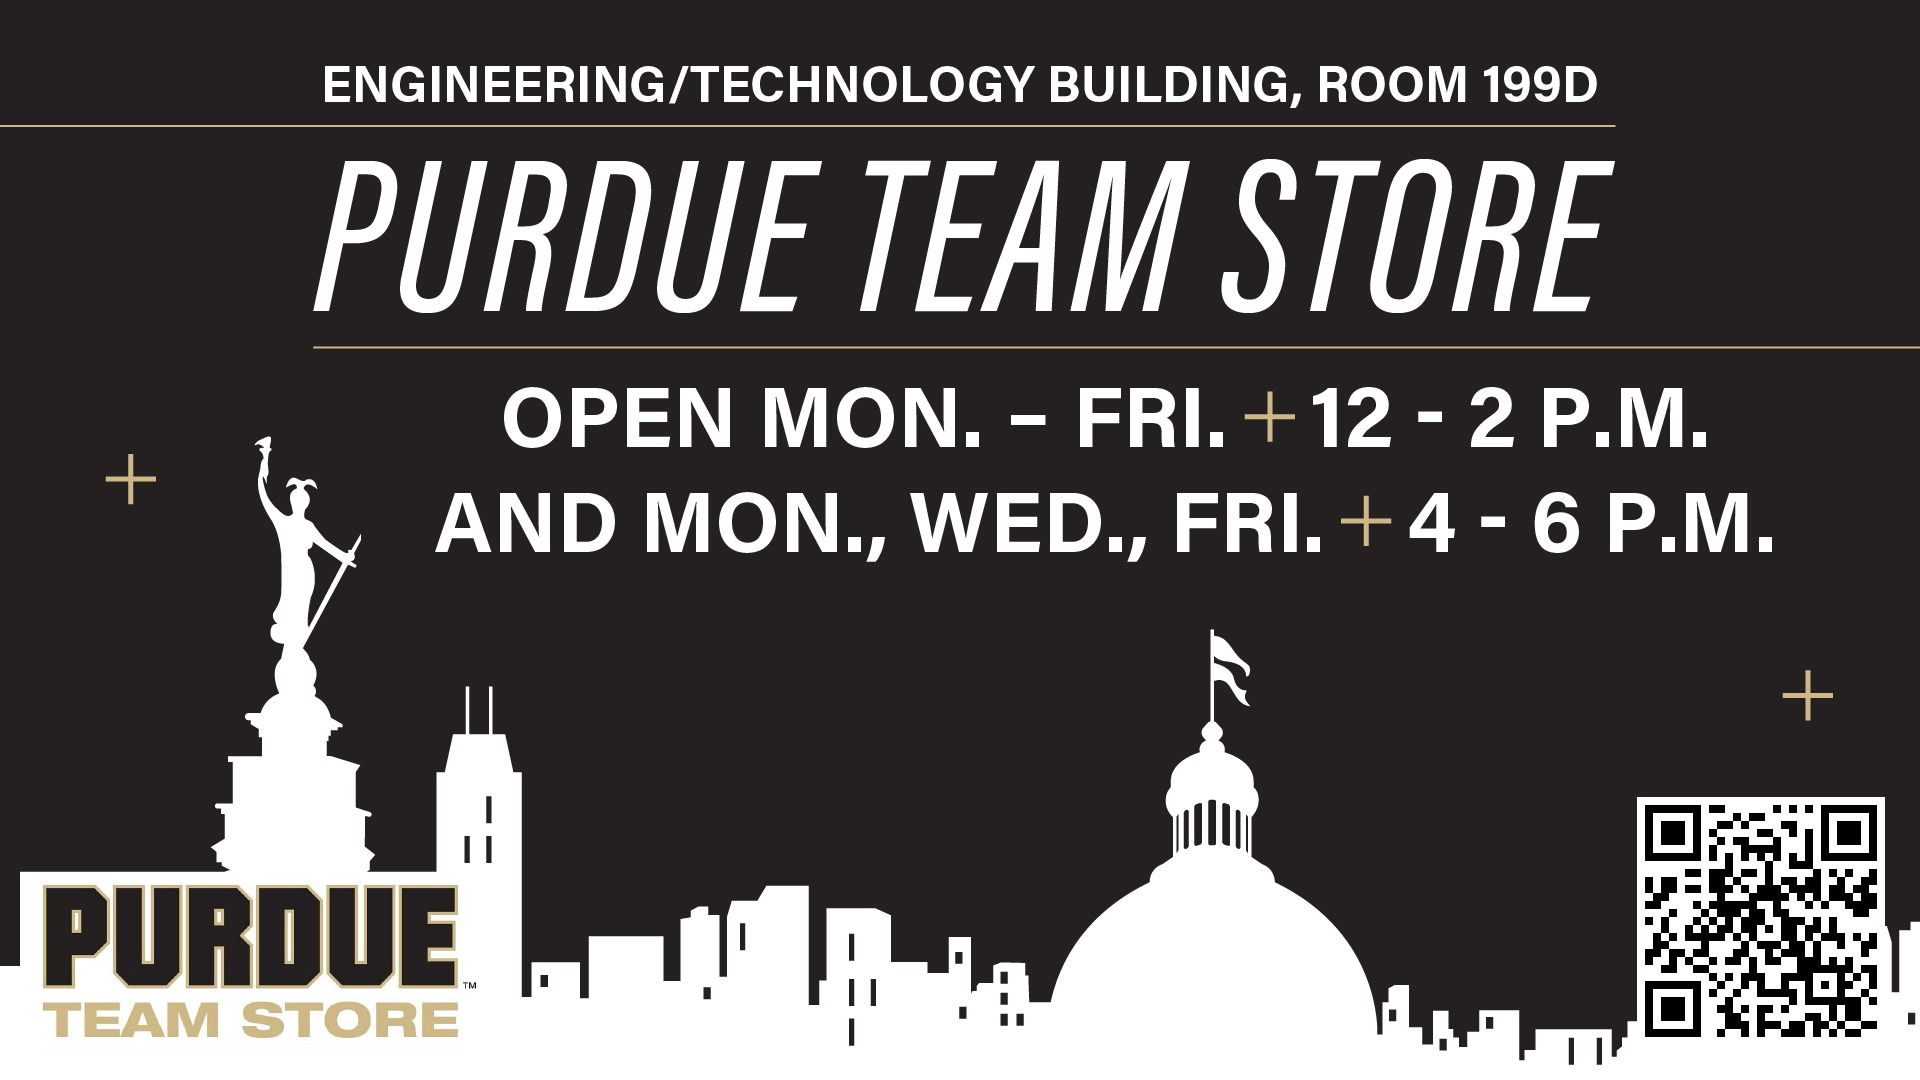 ENGINEERING/TECHNOLOGY BUILDING, ROOM 199D
PURDUE TEAM STORE
OPEN MON. – FRI. + 12 - 2 P.M.
AND MON., WED., FRI. + 4 - 6 P.M.
PURDUE™
TEAM STORE